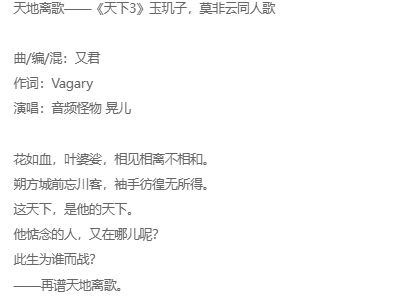 天地离歌——《天下3》玉玑子，莫非云同人歌
曲/编/混：又君
作词：Vagary
演唱：音频怪物 晃儿
花如血，叶婆娑，相见相离不相和。
朔方城前忘川客，袖手彷徨无所得。
这天下，是他的天下。
他惦念的人，又在哪儿呢？
此生为谁而战？
——再谱天地离歌。